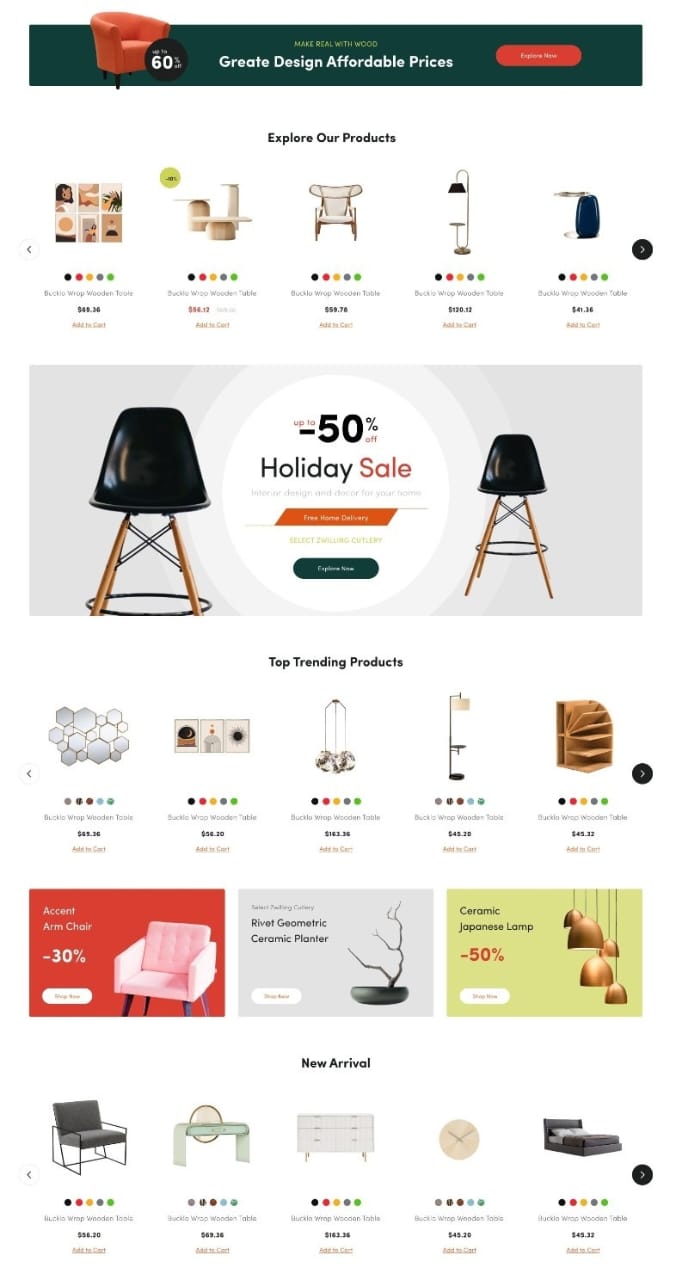 up to
60%
off
MAKE REAL WITH WOOD
Greate Design Affordable Prices
Explore Now
Explore Our Products
-10%
Bucklo Wrop Wooden Table
Bucklo Wrop Wooden Table
Bucklo Wrop Wooden Table
Bucklo Wrop Wooden Table
Bucklo Wrop Wooden Table
$69.36
$56.12
$59.78
$120.12
$41.36
Add to Cart
Add to Cart
Add to Cart
Add to Cart
Add to Cart
up to
-50%
off
Holiday Sale
Interior design and decor for your home
Free Home Delivery
SELECT ZWILLING CUTLERY
Explore Now
Top Trending Products
Bucklo Wrop Wooden Table
Bucklo Wrop Wooden Table
Bucklo Wrop Wooden Table
Bucklo Wrop Wooden Table
Bucklo Wrop Wooden Table
$69.36
$56.20
$163.36
$45.20
$45.32
Add to Cart
Add to Cart
Add to Cart
Add to Cart
Add to Cart
Accent
Arm Chair
-30%
Shop Now
Select Zwilling Cutlery
Rivet Geometric
Ceramic Planter
Shop Now
Ceramic
Japanese Lamp
-50%
Shop Now
New Arrival
Bucklo Wrop Wooden Table
Bucklo Wrop Wooden Table
Bucklo Wrop Wooden Table
Bucklo Wrop Wooden Table
Bucklo Wrop Wooden Table
$56.20
$69.36
$163.36
$45.20
$45.32
Add to Cart
Add to Cart
Add to Cart
Add to Cart
Add to Cart